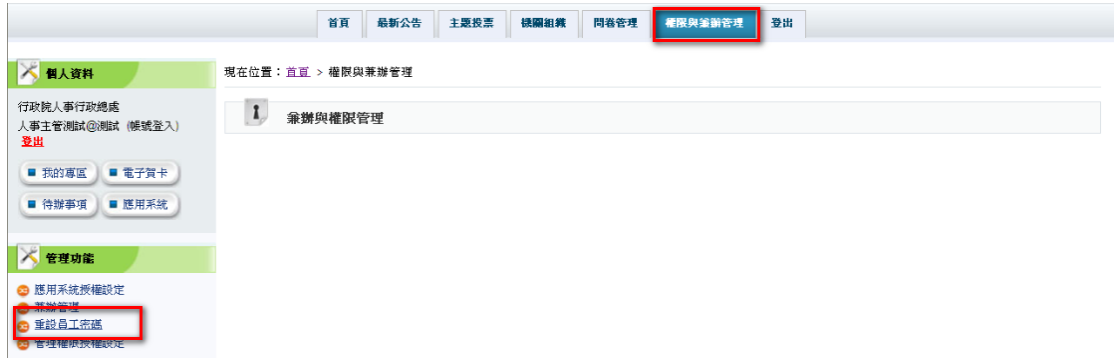 首頁 最新公告 主題投票 機關組織 問卷管理 權限與兼辦管理 登出
個人資料
行政院人事行政總處
人事主管測試@測試 (帳號登入)
登出
我的專區 電子賀卡
待辦事項 應用系統
管理功能
應用系統授權設定
兼辦管理
重設員工密碼
管理權限授權設定
現在位置：首頁 > 權限與兼辦管理
兼辦與權限管理